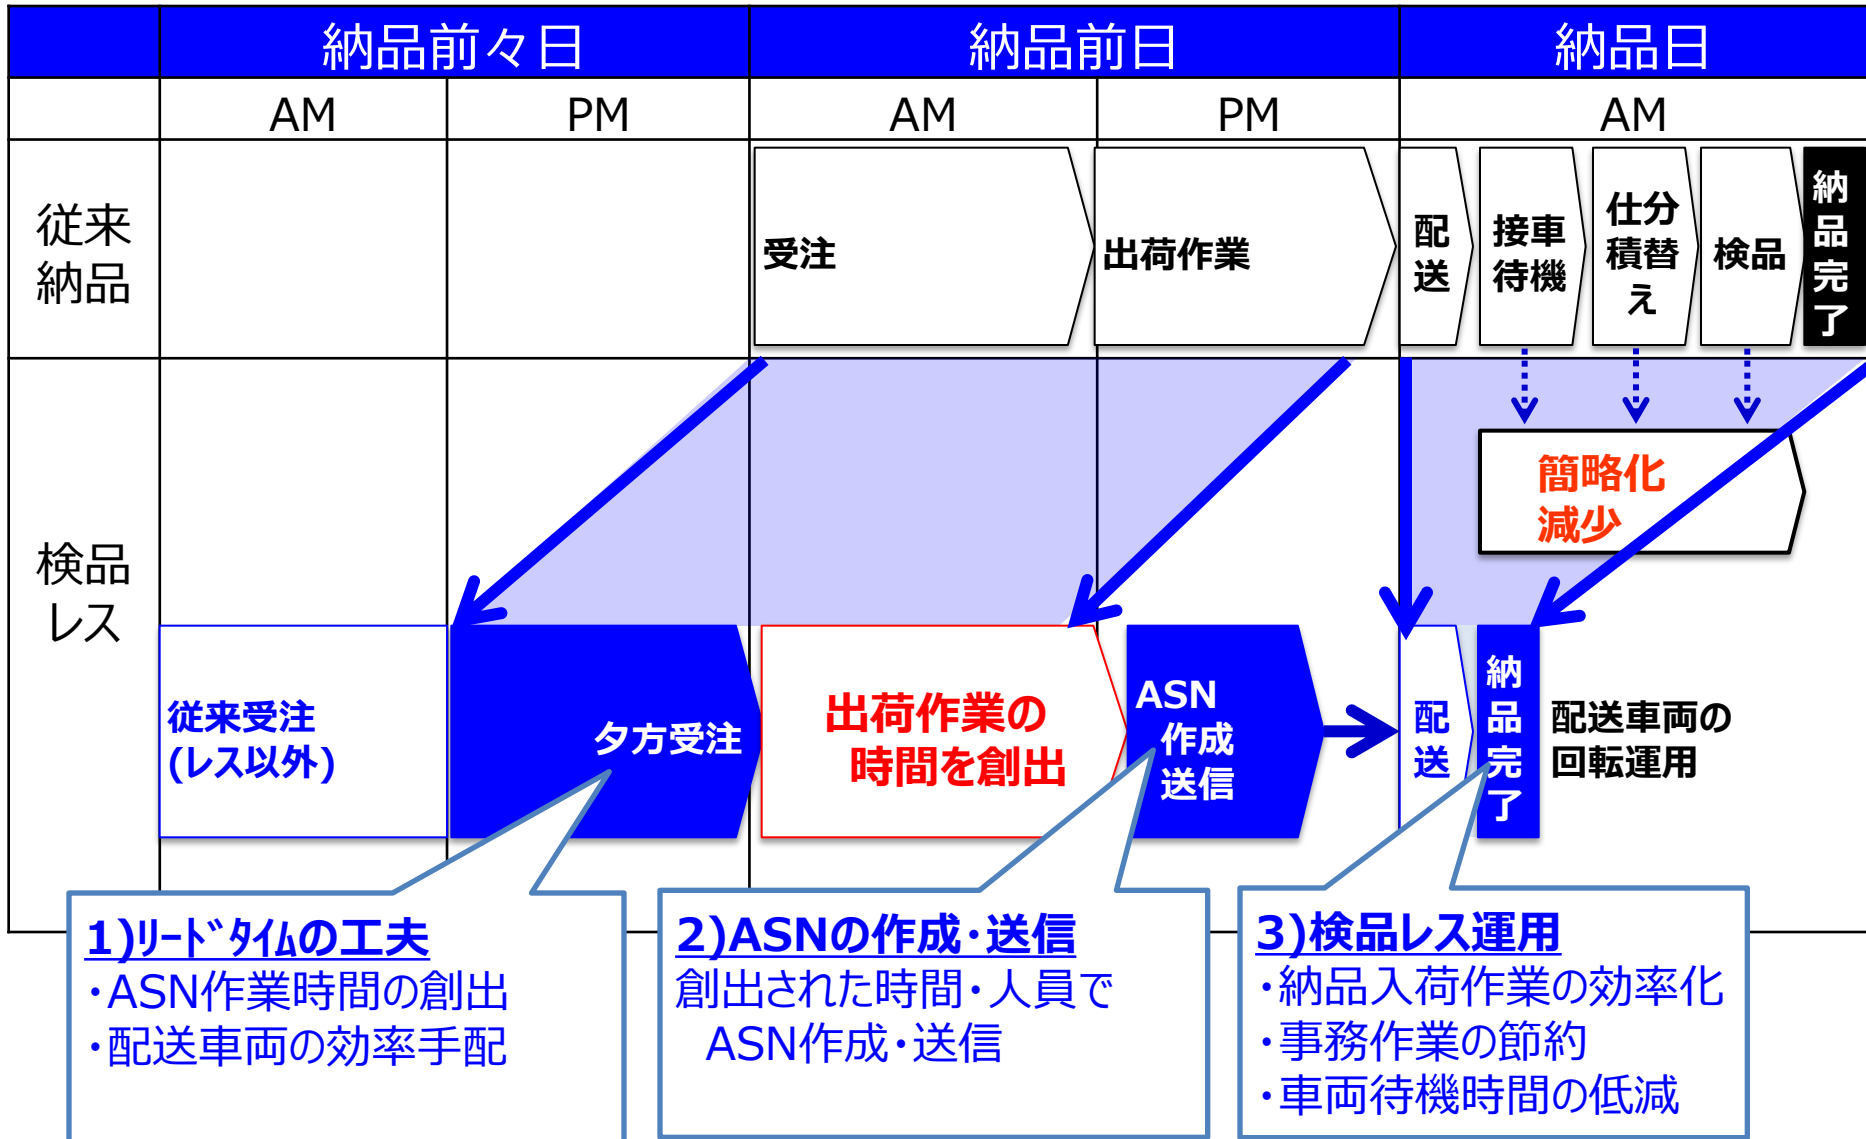 納品前々日
納品前日
納品日
AM
PM
AM
PM
AM
従来
納品
受注
出荷作業
配
送
接車
待機
仕分
積替
え
検品
納
品
完
了
検品
レス
簡略化
減少
従来受注
(レス以外)
夕方受注
出荷作業の
時間を創出
ASN
作成
送信
配
送
納
品
完
了
配送車両の
回転運用
1)ﾘｰﾄﾞﾀｲﾑの工夫
・ASN作業時間の創出
・配送車両の効率手配
2)ASNの作成・送信
創出された時間・人員で
ASN作成・送信
3)検品レス運用
・納品入荷作業の効率化
・事務作業の節約
・車両待機時間の低減